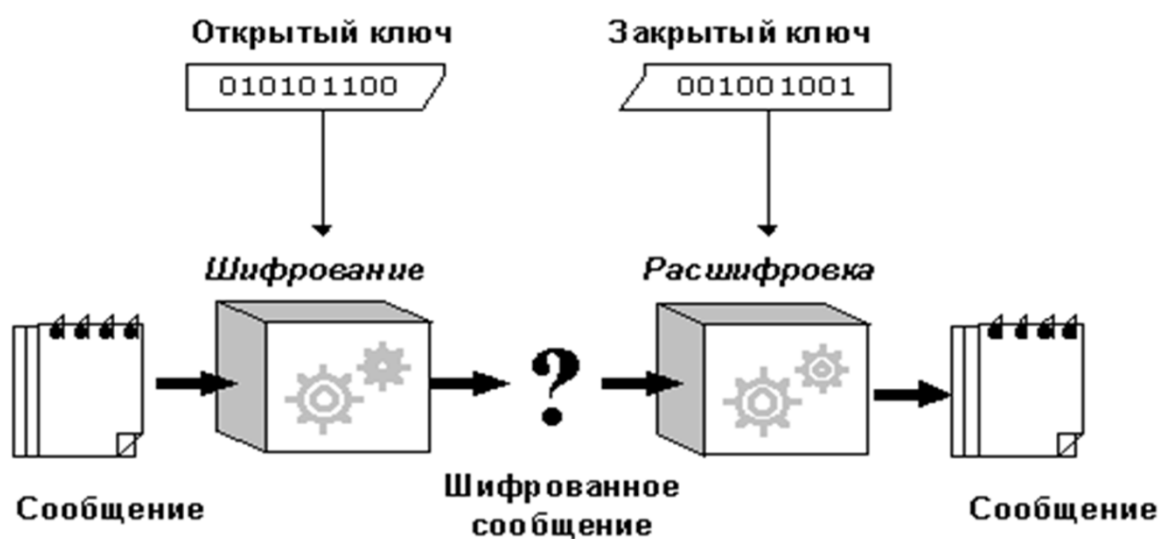 Открытый ключ
Закрытый ключ
010101100
001001001
Шифрование
Расшифровка
?
Сообщение
Шифрованное
сообщение
Сообщение